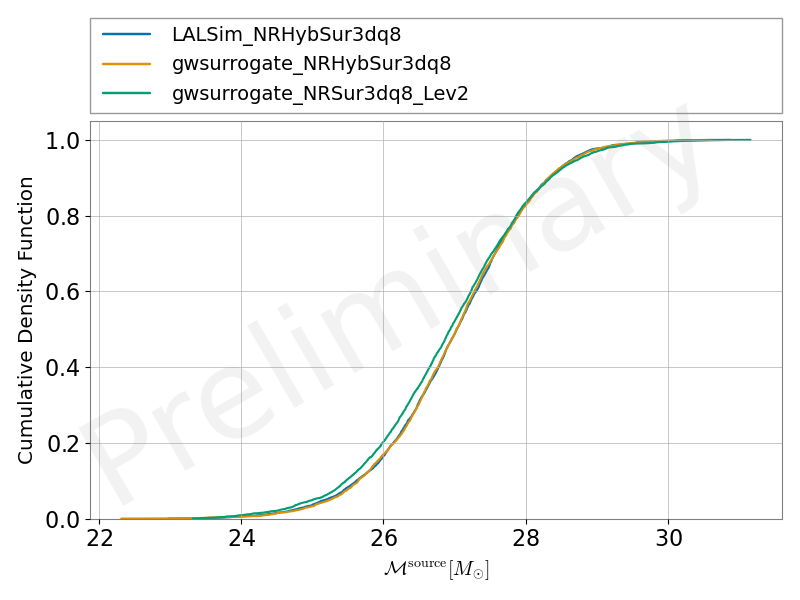 LALSim_NRHybSur3dq8
gwsurrogate_NRHybSur3dq8
gwsurrogate_NRSur3dq8_Lev2
Preliminary
Cumulative Density Function
1.0
0.8
0.6
0.4
0.2
0.0
22 24 26 28 30
ℳ^source [M_⊙]